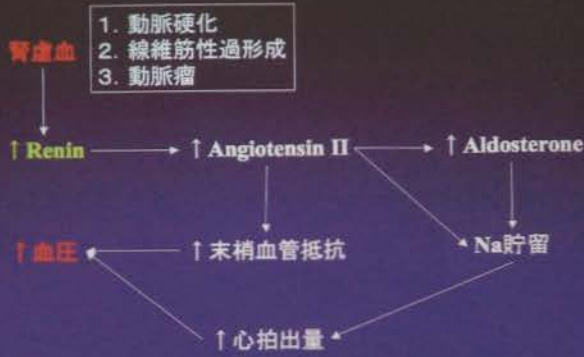 腎虚血
1. 動脈硬化
2. 線維筋性過形成
3. 動脈瘤
↑ Renin
↑ Angiotensin II
↑ Aldosterone
↑ 血圧
↑ 末梢血管抵抗
Na貯留
↑ 心拍出量